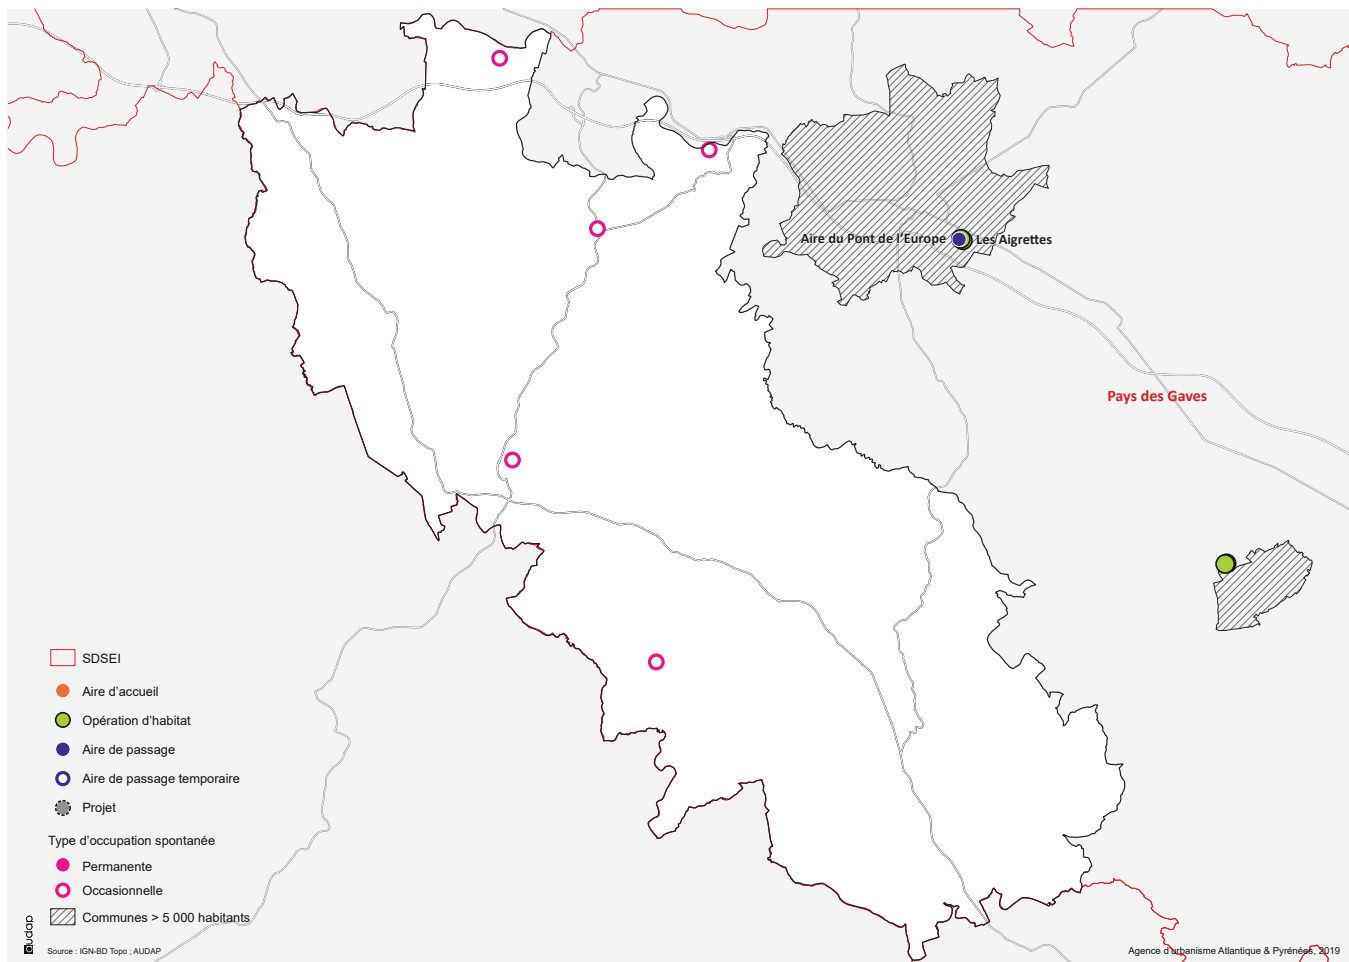 Aire du Pont de l'Europe
Les Aigrettes
Pays des Gaves
SDSEI
Aire d'accueil
Opération d'habitat
Aire de passage
Aire de passage temporaire
Projet
Type d'occupation spontanée
Permanente
Occasionnelle
Communes > 5 000 habitants
audap
Source : IGN-BD Topo ; AUDAP
Agence d'urbanisme Atlantique & Pyrénées, 2019